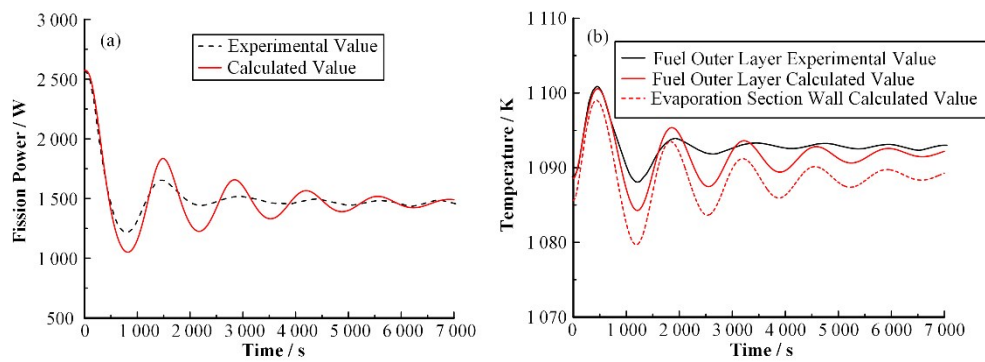 3 000
2 500
2 000
1 500
1 000
500
Fission Power / W
(a)
Experimental Value
Calculated Value
0
1 000
2 000
3 000
4 000
5 000
6 000
7 000
Time / s
1 110
1 100
1 090
1 080
1 070
Temperature / K
(b)
Fuel Outer Layer Experimental Value
Fuel Outer Layer Calculated Value
Evaporation Section Wall Calculated Value
0
1 000
2 000
3 000
4 000
5 000
6 000
7 000
Time / s